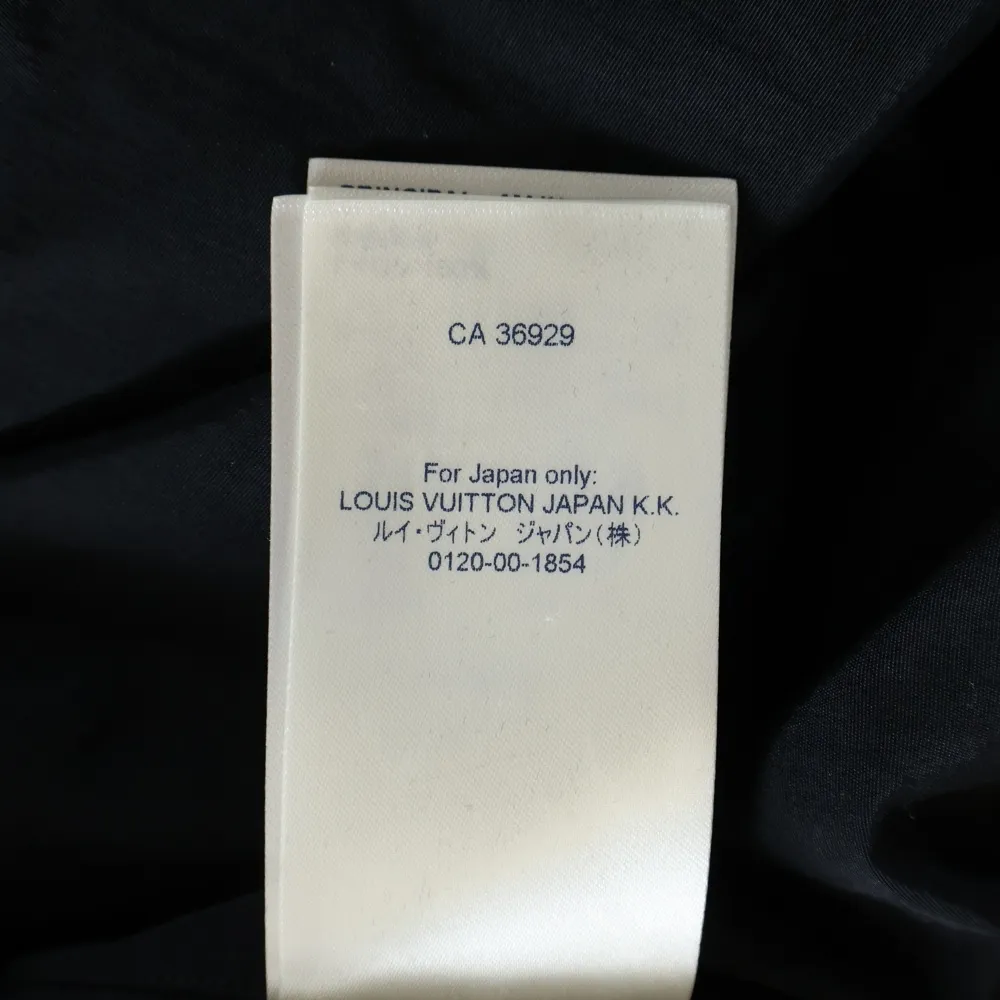 CA 36929
For Japan only:
LOUIS VUITTON JAPAN K.K.
ルイ・ヴィトン　ジャパン(株)
0120-00-1854